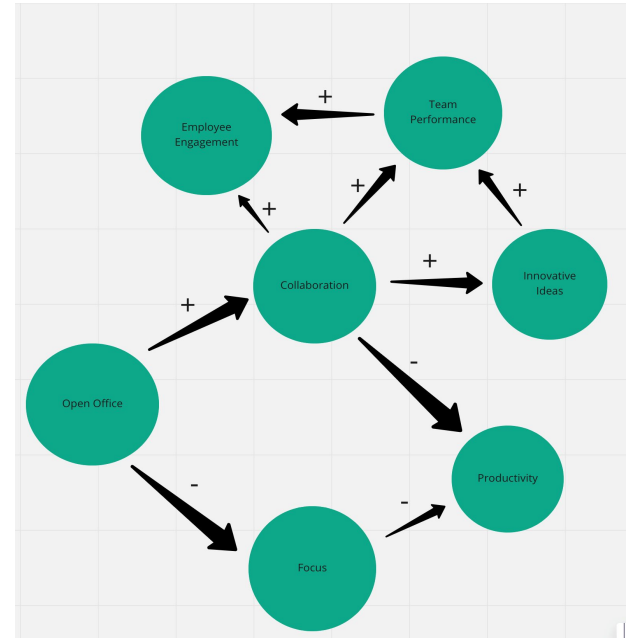 +
Team
Performance
Employee
Engagement
+
+
+
Collaboration
+
Innovative
Ideas
+
Open Office
-
Productivity
-
-
Focus